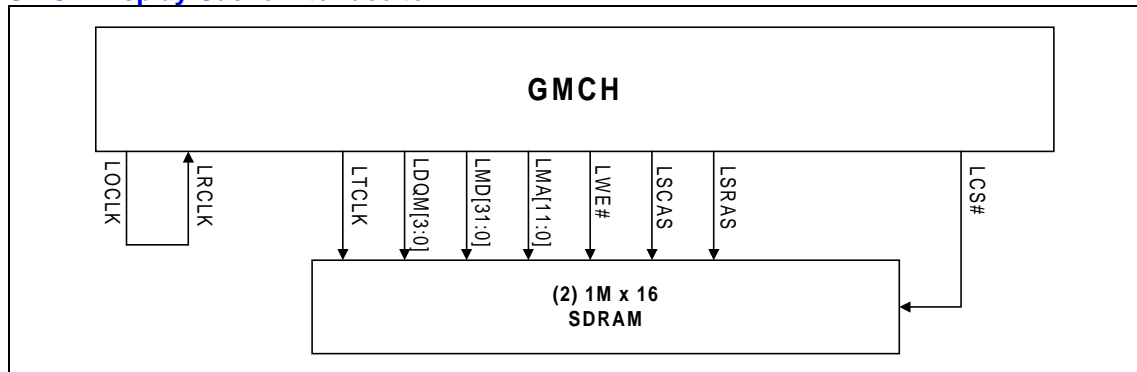 GMCH
LOCLK
LRCLK
LTCLK
LDQM[3:0]
LMD[31:0]
LMA[11:0]
LWE#
LSCAS
LSRAS
LCS#
(2) 1M x 16
SDRAM